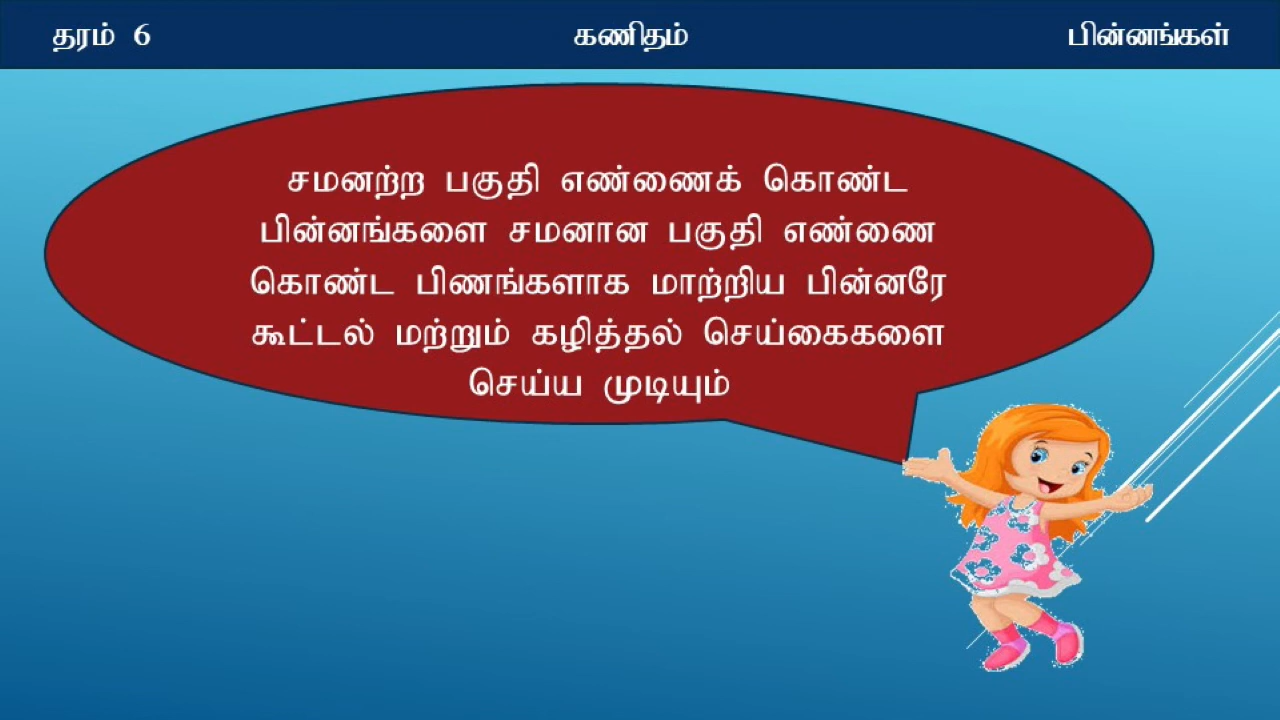 தரம் 6 கணிதம் பின்னங்கள்
சமனற்ற பகுதி எண்ணைக் கொண்ட
பின்னங்களை சமனான பகுதி எண்ணை
கொண்ட பிணங்களாக மாற்றிய பின்னரே
கூட்டல் மற்றும் கழித்தல் செய்கைகளை
செய்ய முடியும்